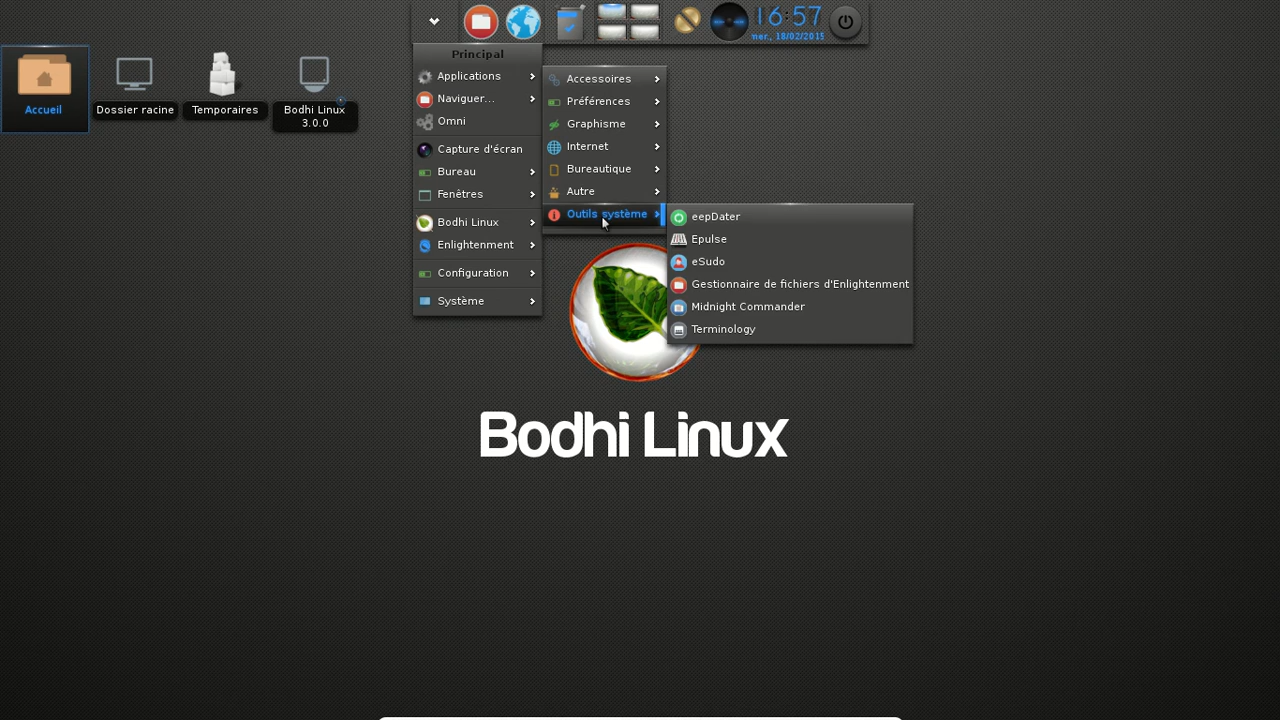 16:57
mer., 18/02/2015
Accueil
Dossier racine
Temporaires
Bodhi Linux
3.0.0
Principal
Applications
Naviguer...
Omni
Capture d'écran
Bureau
Fenêtres
Bodhi Linux
Enlightenment
Configuration
Système
Accessoires
Préférences
Graphisme
Internet
Bureautique
Autre
Outils système
eepDater
Epulse
eSudo
Gestionnaire de fichiers d'Enlightenment
Midnight Commander
Terminology
Bodhi Linux